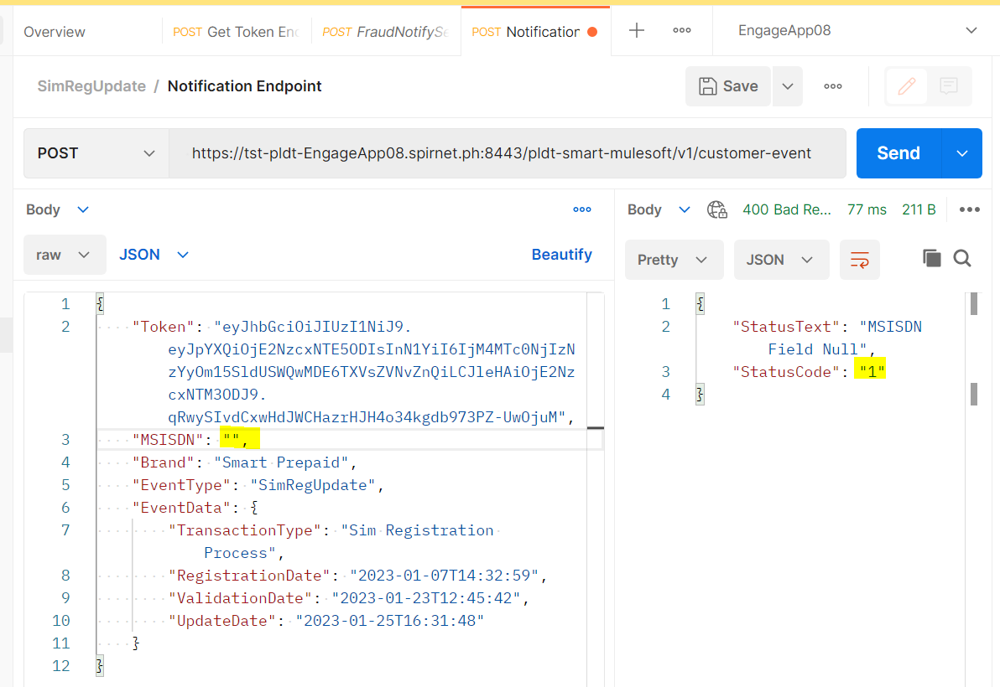 Overview
POST Get Token En
POST FraudNotifySe
POST Notification
EngageApp08
SimRegUpdate / Notification Endpoint
Save
POST
https://tst-pldt-EngageApp08.spirnet.ph:8443/pldt-smart-mulesoft/v1/customer-event
Send
Body
raw
JSON
Beautify
1 {
2 "Token": "eyJhbGciOiJIUzI1NiJ9.
eyJpYXQiOjE2NzcxNTE5ODIsInN1YiI6IjM4MTc0NjIzN
zYyOm15SldUSWQwMDE6TXVsZVNvZnQiLCJleHAiOjE2Nz
cxNTM3ODJ9.
qRwySIvdCxwHdJWCHazrHJH4o34kgdb973PZ-UwOjuM",
3 "MSISDN": "",
4 "Brand": "Smart Prepaid",
5 "EventType": "SimRegUpdate",
6 "EventData": {
7 "TransactionType": "Sim Registration
Process",
8 "RegistrationDate": "2023-01-07T14:32:59",
9 "ValidationDate": "2023-01-23T12:45:42",
10 "UpdateDate": "2023-01-25T16:31:48"
11 }
12 }
Body
400 Bad Re... 77 ms 211 B
Pretty
JSON
1 {
2 "StatusText": "MSISDN
Field Null",
3 "StatusCode": "1"
4 }